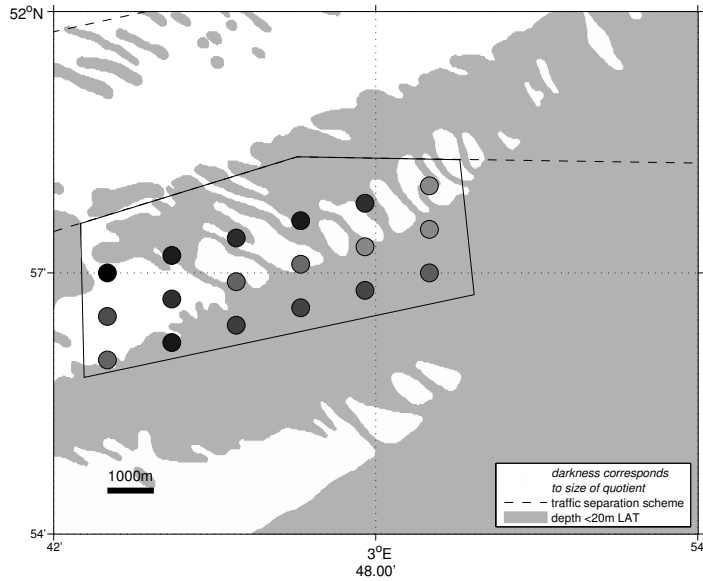 52°N
57'
1000m
darkness corresponds
to size of quotient
traffic separation scheme
depth <20m LAT
54'
42'
3°E
48.00'
54